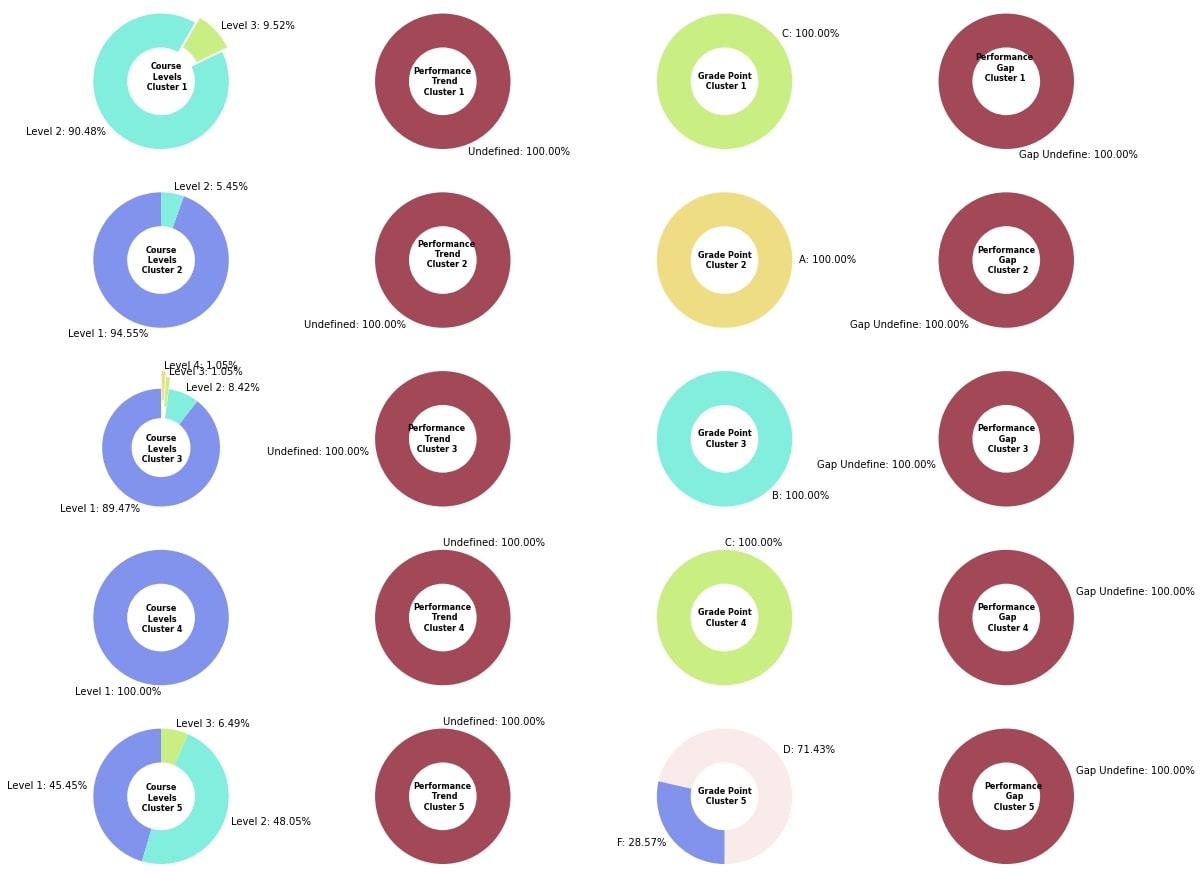 Level 3: 9.52%
Course
Levels
Cluster 1
Level 2: 90.48%
Performance
Trend
Cluster 1
Undefined: 100.00%
C: 100.00%
Grade Point
Cluster 1
Performance
Gap
Cluster 1
Gap Undefine: 100.00%
Level 2: 5.45%
Course
Levels
Cluster 2
Level 1: 94.55%
Performance
Trend
Cluster 2
Undefined: 100.00%
Grade Point
Cluster 2
A: 100.00%
Performance
Gap
Cluster 2
Gap Undefine: 100.00%
Level 4: 1.05%
Level 3: 1.05%
Level 2: 8.42%
Course
Levels
Cluster 3
Level 1: 89.47%
Performance
Trend
Cluster 3
Undefined: 100.00%
Grade Point
Cluster 3
B: 100.00%
Performance
Gap
Cluster 3
Gap Undefine: 100.00%
Course
Levels
Cluster 4
Level 1: 100.00%
Undefined: 100.00%
Performance
Trend
Cluster 4
C: 100.00%
Grade Point
Cluster 4
Performance
Gap
Cluster 4
Gap Undefine: 100.00%
Level 3: 6.49%
Level 1: 45.45%
Course
Levels
Cluster 5
Level 2: 48.05%
Undefined: 100.00%
Performance
Trend
Cluster 5
D: 71.43%
Grade Point
Cluster 5
F: 28.57%
Performance
Gap
Cluster 5
Gap Undefine: 100.00%